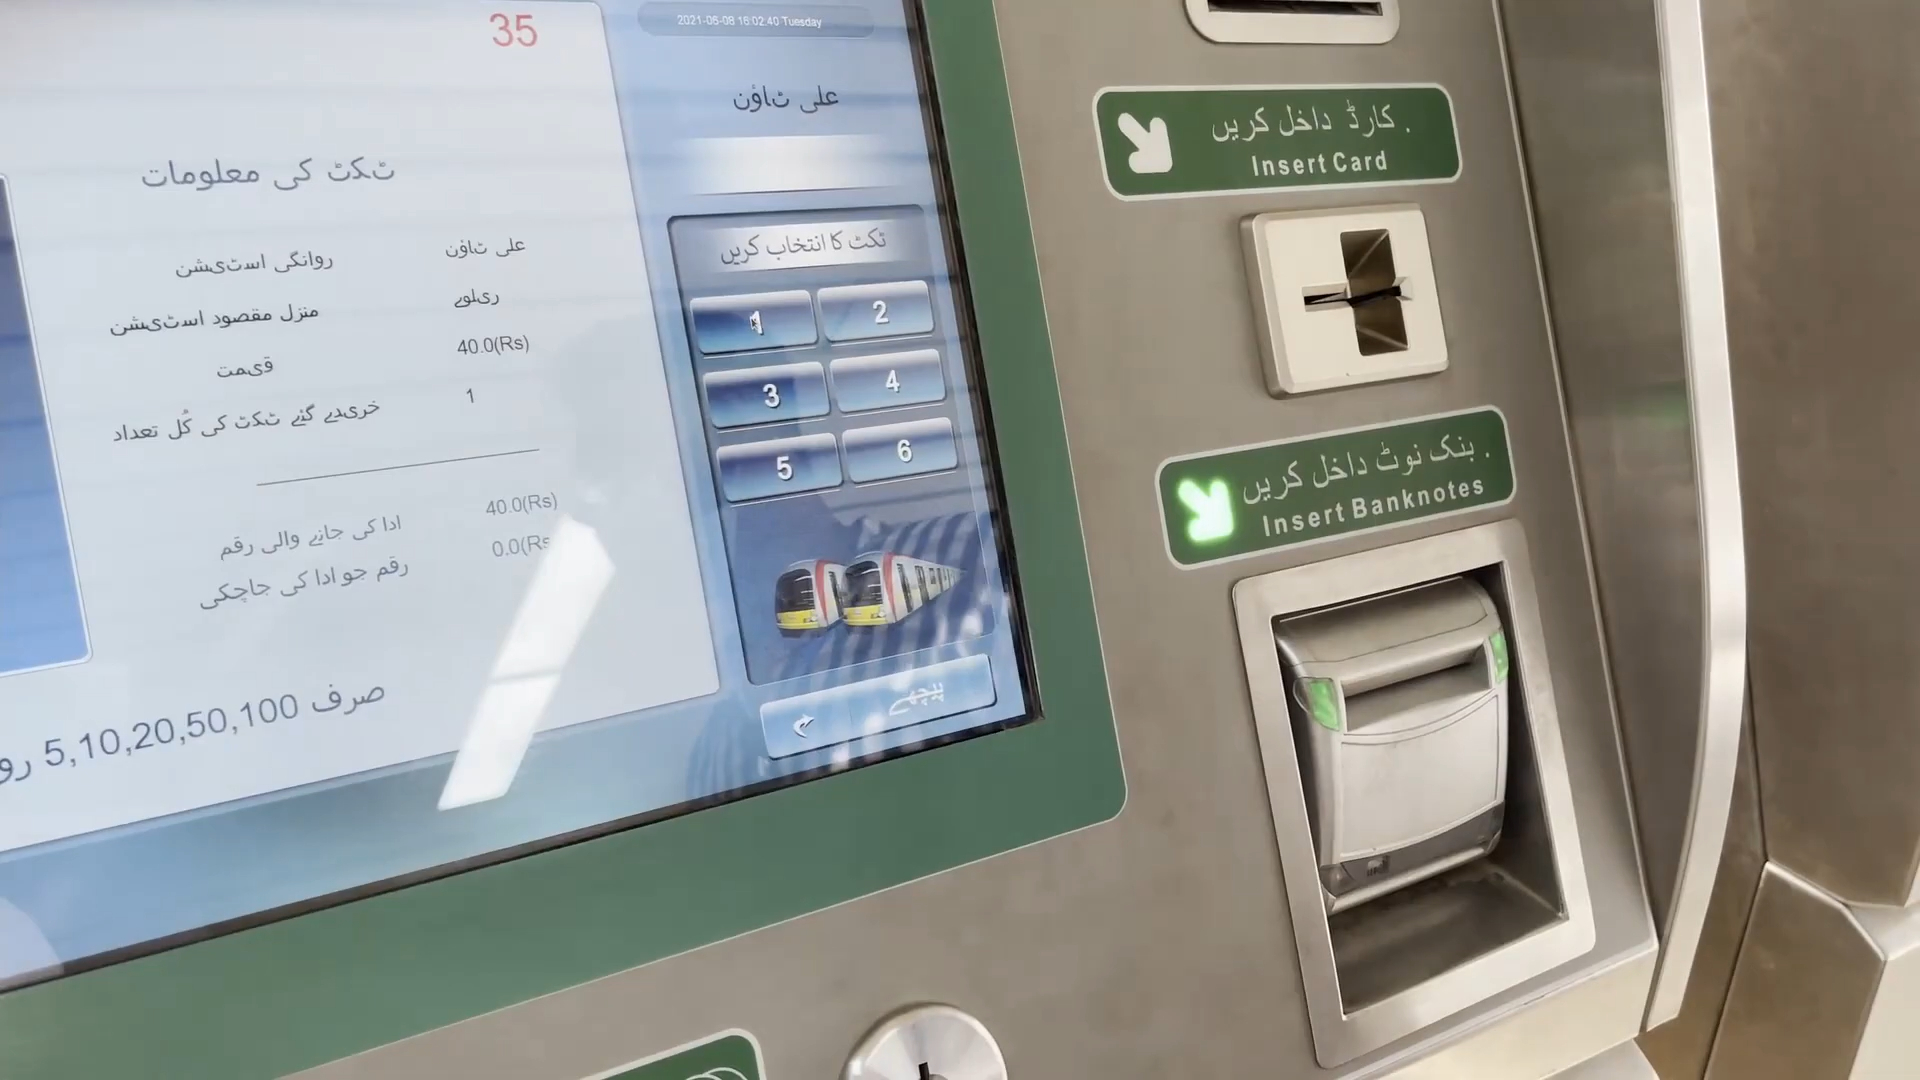 35
2021-06-08 16:02:40 Tuesday
علی ٹاؤن
ٹکٹ کی معلومات
روانگی اسٹیشن علی ٹاؤن
منزل مقصود اسٹیشن ریلوے
قیمت 40.0(Rs)
خریدے گئے ٹکٹ کی کُل تعداد 1
ادا کی جانے والی رقم 40.0(Rs)
رقم جو ادا کی جاچکی 0.0(Rs
صرف 5,10,20,50,100 رو
ٹکٹ کا انتخاب کریں
1 2
3 4
5 6
پیچھے
کارڈ داخل کریں .
Insert Card
بنک نوٹ داخل کریں .
Insert Banknotes